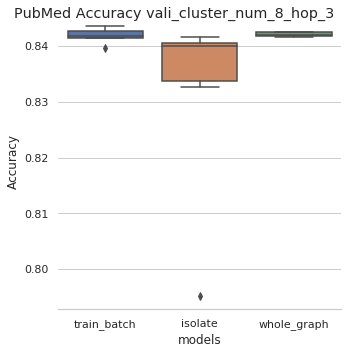 PubMed Accuracy vali_cluster_num_8_hop_3
0.84
0.83
0.82
0.81
0.80
Accuracy
train_batch isolate whole_graph
models